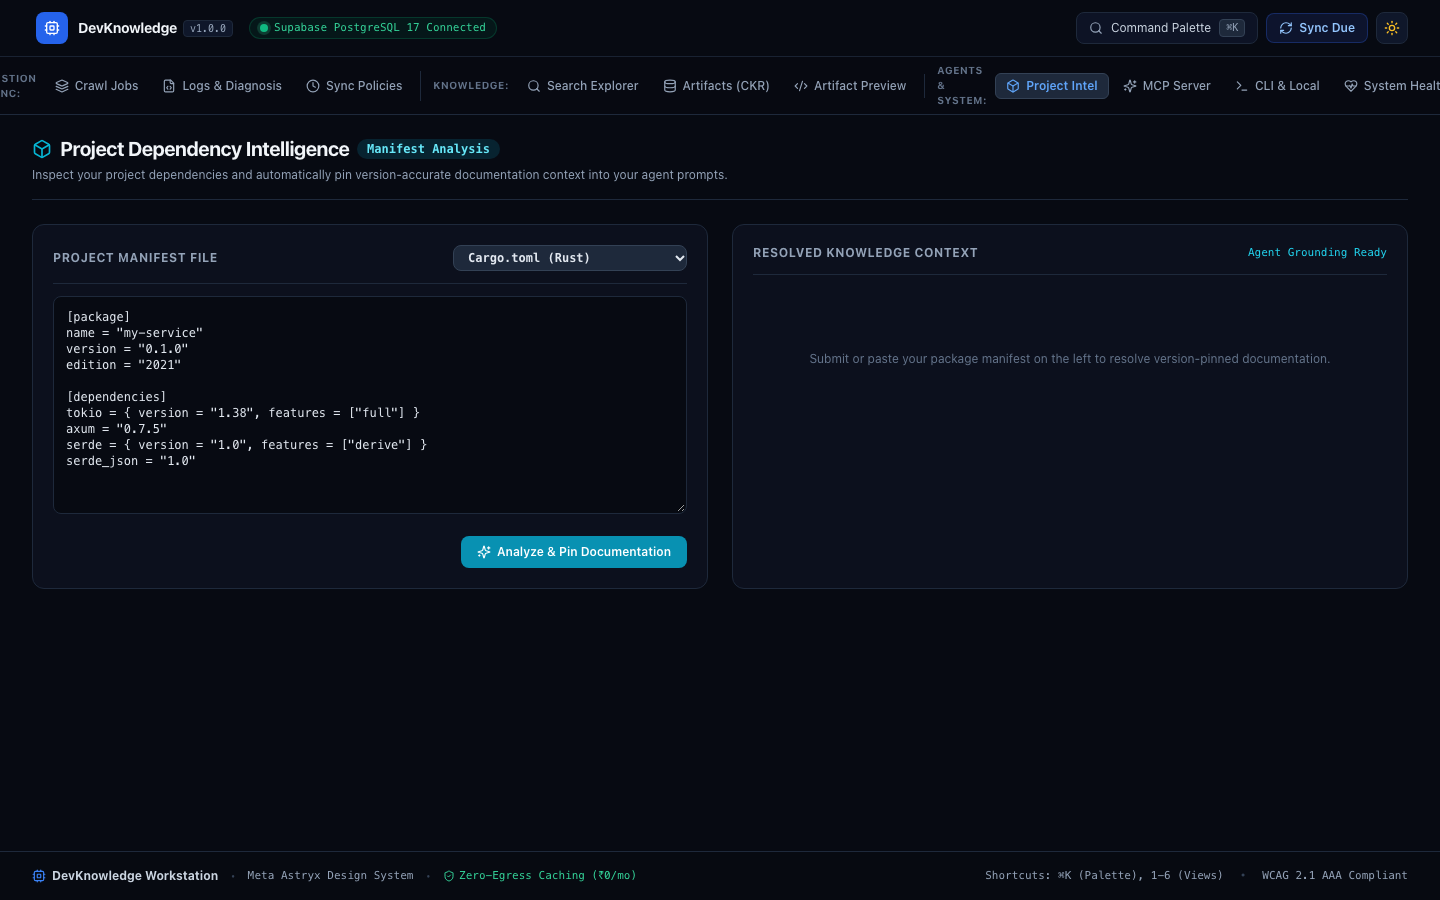 DevKnowledge
v1.0.0
Supabase PostgreSQL 17 Connected
Command Palette
⌘K
Sync Due
STION
NC:
Crawl Jobs
Logs & Diagnosis
Sync Policies
KNOWLEDGE:
Search Explorer
Artifacts (CKR)
Artifact Preview
AGENTS
&
SYSTEM:
Project Intel
MCP Server
CLI & Local
System Healt
Project Dependency Intelligence
Manifest Analysis
Inspect your project dependencies and automatically pin version-accurate documentation context into your agent prompts.
PROJECT MANIFEST FILE
Cargo.toml (Rust)
[package]
name = "my-service"
version = "0.1.0"
edition = "2021"
[dependencies]
tokio = { version = "1.38", features = ["full"] }
axum = "0.7.5"
serde = { version = "1.0", features = ["derive"] }
serde_json = "1.0"
Analyze & Pin Documentation
RESOLVED KNOWLEDGE CONTEXT
Agent Grounding Ready
Submit or paste your package manifest on the left to resolve version-pinned documentation.
DevKnowledge Workstation
•
Meta Astryx Design System
•
Zero-Egress Caching (₹0/mo)
Shortcuts: ⌘K (Palette), 1-6 (Views)
•
WCAG 2.1 AAA Compliant